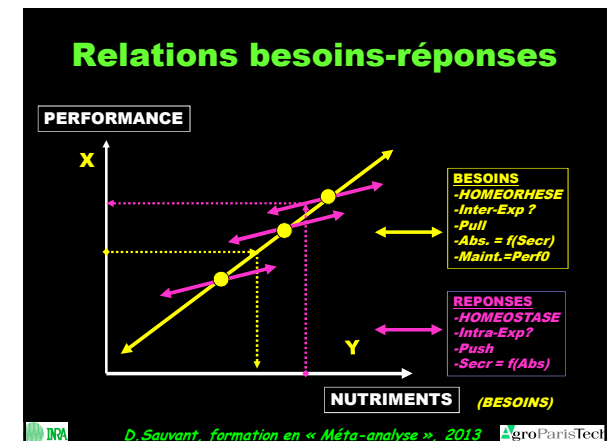 Relations besoins-réponses
PERFORMANCE
X
BESOINS
-HOMEORHESE
-Inter-Exp ?
-Pull
-Abs. = f(Secr)
-Maint.=Perf0
REPONSES
-HOMEOSTASE
-Intra-Exp?
-Push
-Secr = f(Abs)
Y
NUTRIMENTS (BESOINS)
INRA D.Sauvant, formation en « Méta-analyse », 2013 AgroParisTech